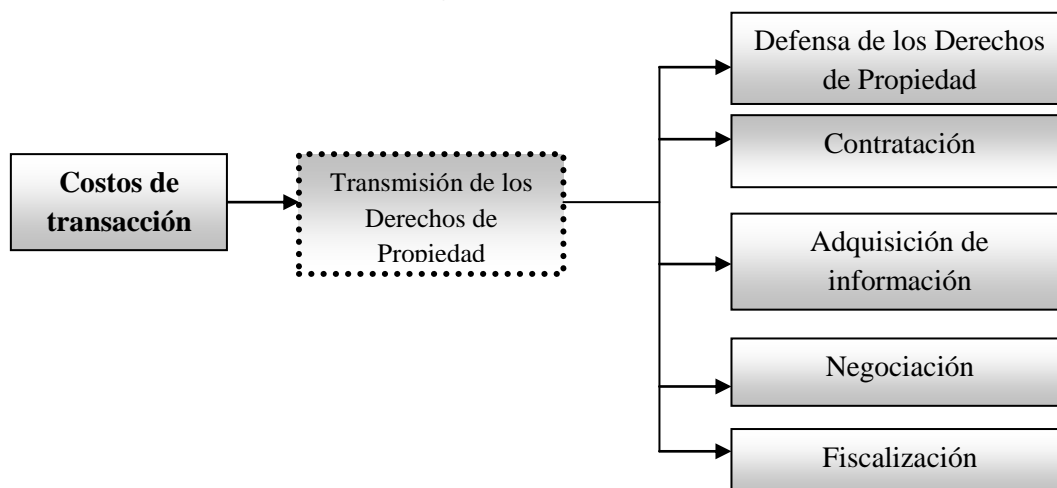 Costos de
transacción
Transmisión de los
Derechos de
Propiedad
Defensa de los Derechos
de Propiedad
Contratación
Adquisición de
información
Negociación
Fiscalización